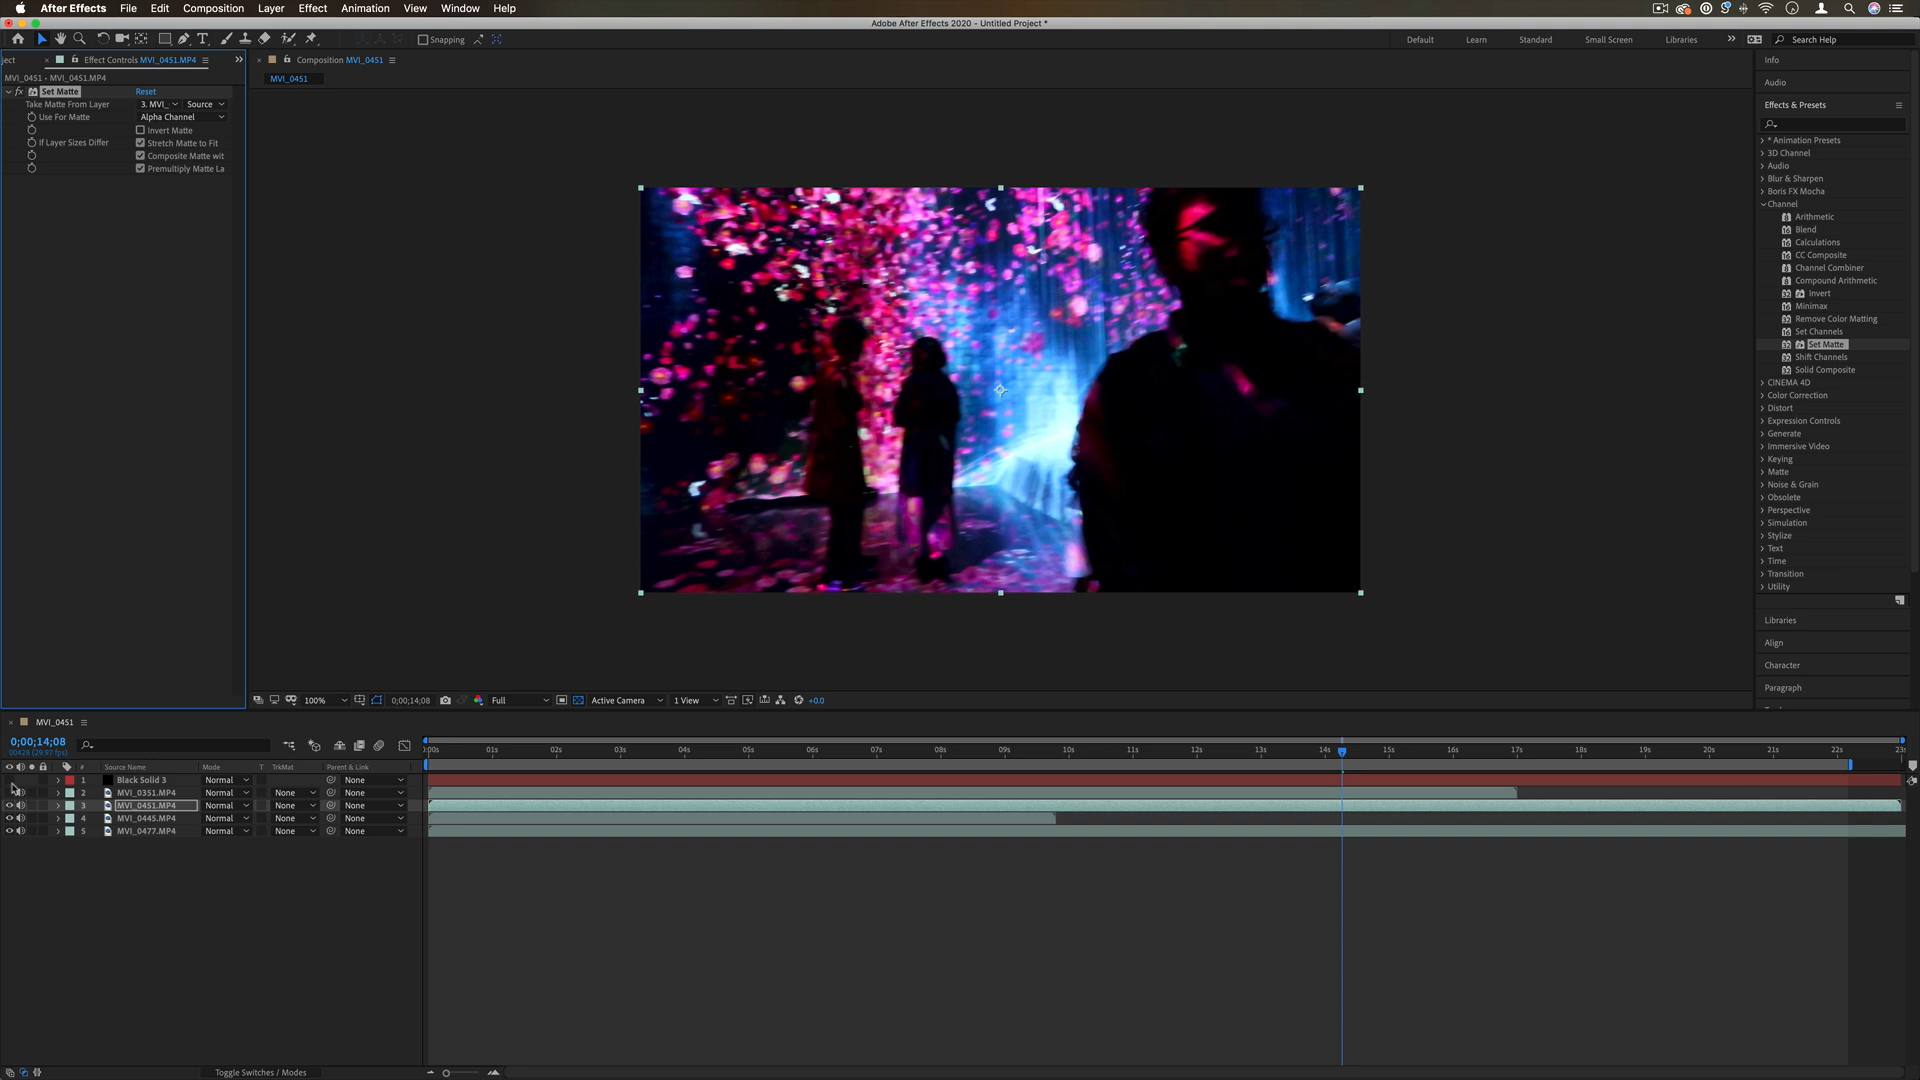 After Effects File Edit Composition Layer Effect Animation View Window Help
Adobe After Effects 2020 - Untitled Project *
Snapping
Default Learn Standard Small Screen Libraries Search Help
ject Effect Controls MVI_0451.MP4
Composition MVI_0451
MVI_0451
MVI_0451 • MVI_0451.MP4
fx Set Matte Reset
Take Matte From Layer 3. MVI_ Source
Use For Matte Alpha Channel
Invert Matte
If Layer Sizes Differ Stretch Matte to Fit
Composite Matte wit
Premultiply Matte La
Info
Audio
Effects & Presets
* Animation Presets
3D Channel
Audio
Blur & Sharpen
Boris FX Mocha
Channel
Arithmetic
Blend
Calculations
CC Composite
Channel Combiner
Compound Arithmetic
Invert
Minimax
Remove Color Matting
Set Channels
Set Matte
Shift Channels
Solid Composite
CINEMA 4D
Color Correction
Distort
Expression Controls
Generate
Immersive Video
Keying
Matte
Noise & Grain
Obsolete
Perspective
Simulation
Stylize
Text
Time
Transition
Utility
Libraries
Align
Character
Paragraph
100% 0;00;14;08 Full Active Camera 1 View +0.0
MVI_0451
0;00;14;08
00428 (29.97 fps)
:00s 01s 02s 03s 04s 05s 06s 07s 08s 09s 10s 11s 12s 13s 14s 15s 16s 17s 18s 19s 20s 21s 22s 23s
# Source Name Mode T TrkMat Parent & Link
1 Black Solid 3 Normal None
2 MVI_0351.MP4 Normal None None
3 MVI_0451.MP4 Normal None None
4 MVI_0445.MP4 Normal None None
5 MVI_0477.MP4 Normal None None
Toggle Switches / Modes